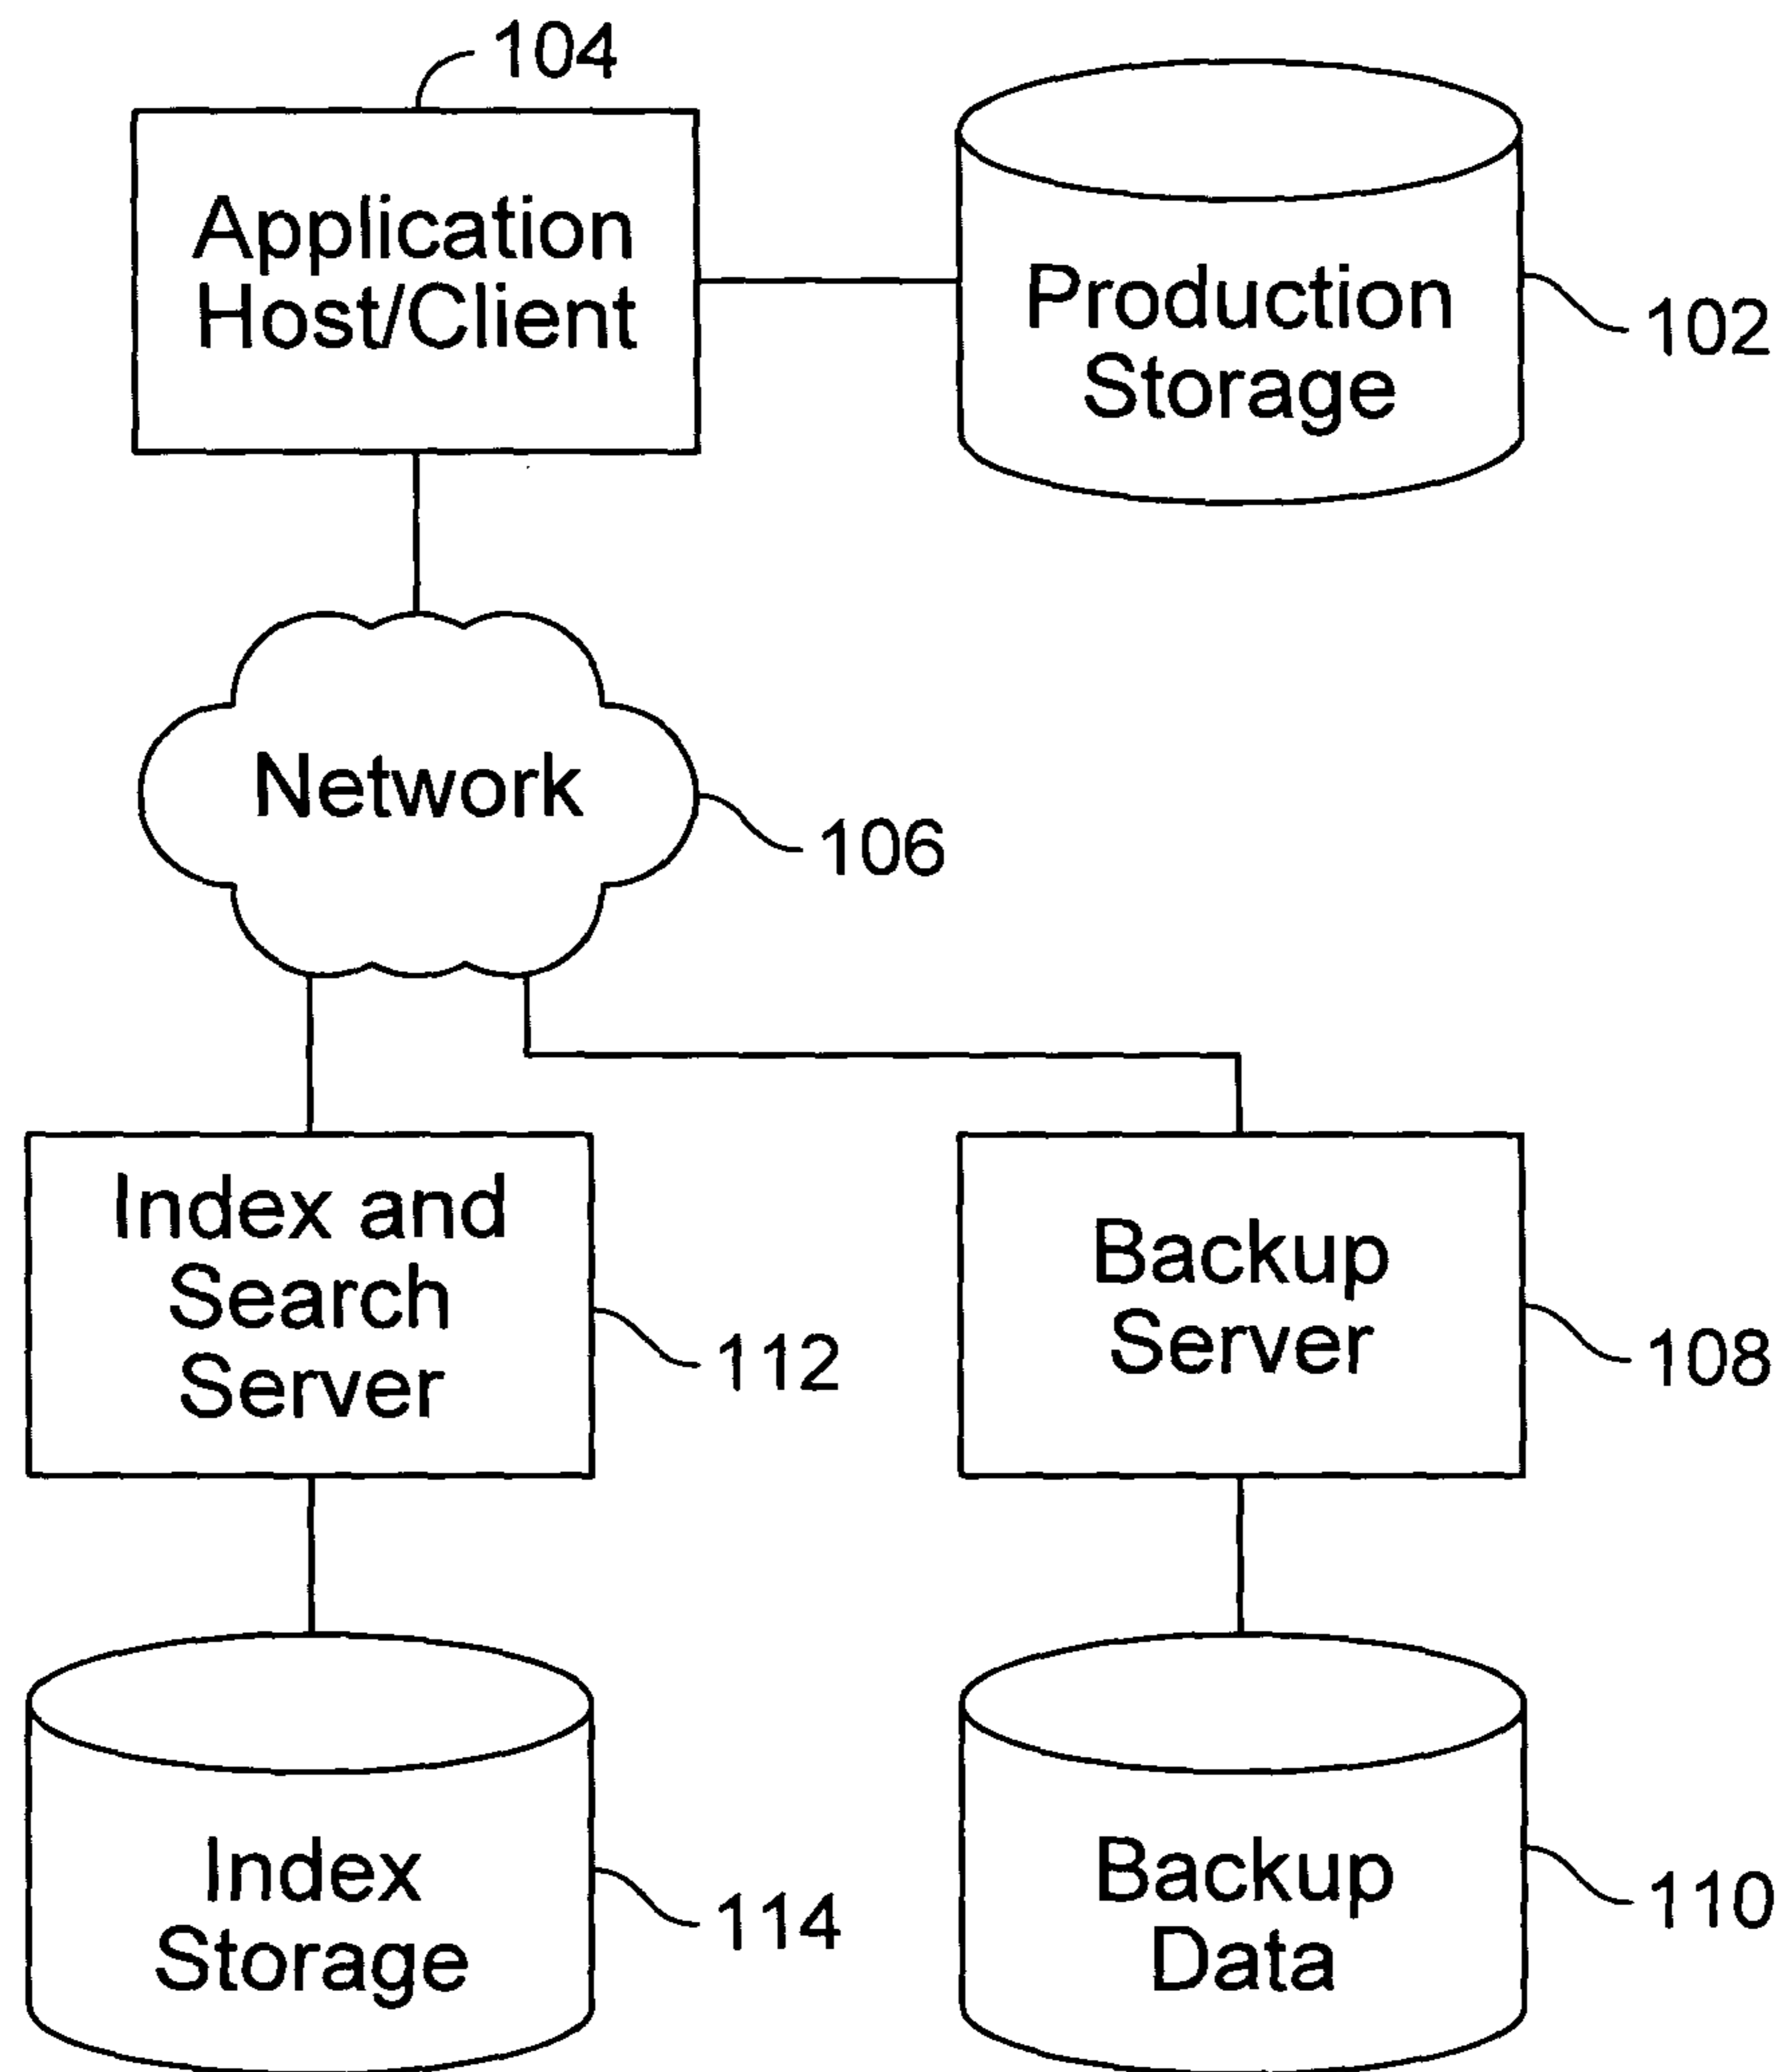 104
Application
Host/Client
Production
Storage
102
Network
106
Index and
Search
Server
112
Backup
Server
108
Index
Storage
114
Backup
Data
110